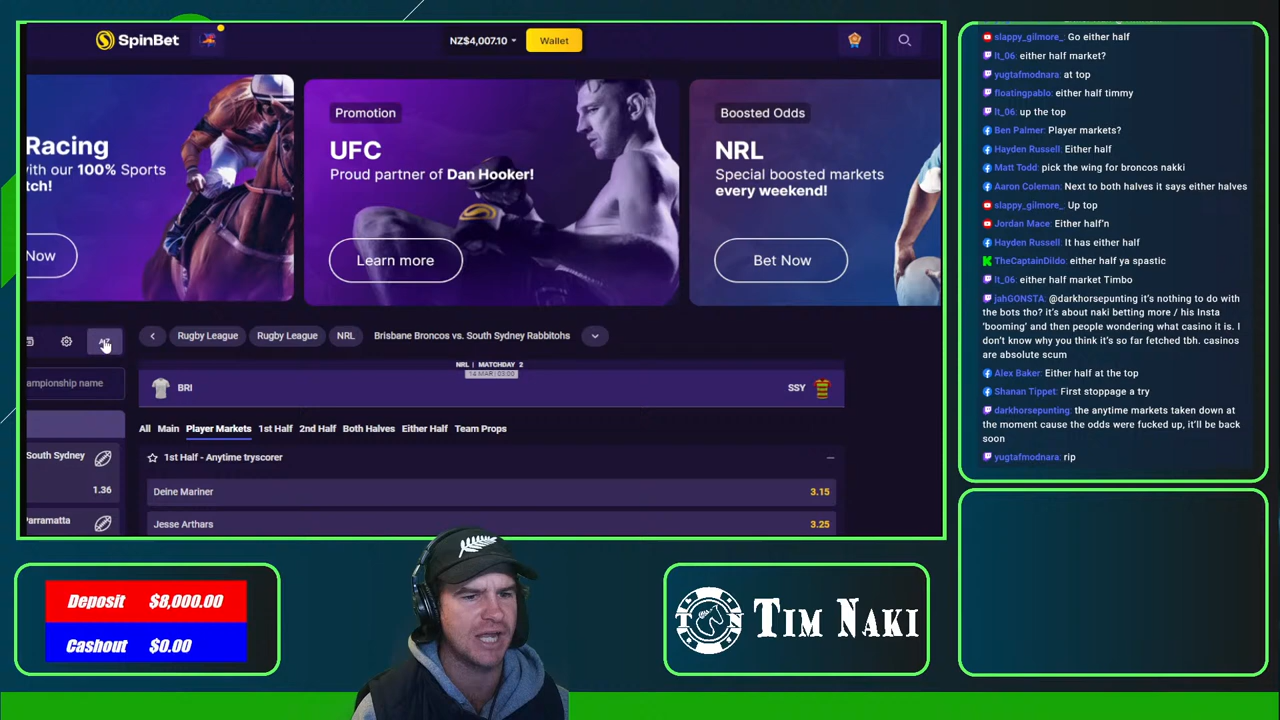 SpinBet
NZ$4,007.10
Wallet
Racing
with our 100% Sports
tch!
Now
Promotion
UFC
Proud partner of Dan Hooker!
Learn more
Boosted Odds
NRL
Special boosted markets
every weekend!
Bet Now
Rugby League
Rugby League
NRL
Brisbane Broncos vs. South Sydney Rabbitohs
ampionship name
NRL | MATCHDAY 2
14 MAR | 03:00
BRI
SSY
All Main Player Markets 1st Half 2nd Half Both Halves Either Half Team Props
1st Half - Anytime tryscorer
Deine Mariner
3.15
Jesse Arthars
3.25
South Sydney
1.36
Parramatta
slappy_gilmore_: Go either half
lt_06: either half market?
yugtafmodnara: at top
floatingpablo: either half timmy
lt_06: up the top
Ben Palmer: Player markets?
Hayden Russell: Either half
Matt Todd: pick the wing for broncos nakki
Aaron Coleman: Next to both halves it says either halves
slappy_gilmore_: Up top
Jordan Mace: Either half'n
Hayden Russell: It has either half
TheCaptainDildo: either half ya spastic
lt_06: either half market Timbo
jahGONSTA: @darkhorsepunting it's nothing to do with
the bots tho? it's about naki betting more / his Insta
'booming' and then people wondering what casino it is. I
don't know why you think it's so far fetched tbh. casinos
are absolute scum
Alex Baker: Either half at the top
Shanan Tippet: First stoppage a try
darkhorsepunting: the anytime markets taken down at
the moment cause the odds were fucked up, it'll be back
soon
yugtafmodnara: rip
Deposit $8,000.00
Cashout $0.00
TIM NAKI